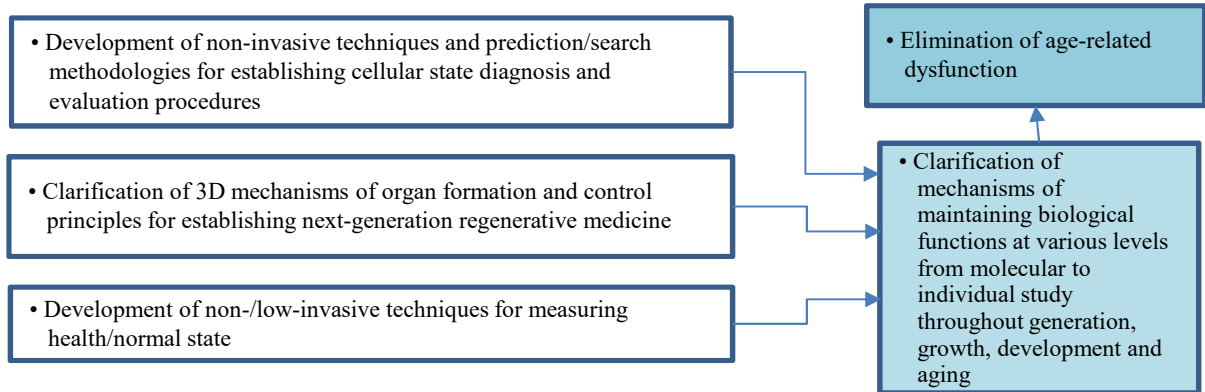 • Development of non-invasive techniques and prediction/search
methodologies for establishing cellular state diagnosis and
evaluation procedures
• Clarification of 3D mechanisms of organ formation and control
principles for establishing next-generation regenerative medicine
• Development of non-/low-invasive techniques for measuring
health/normal state
• Elimination of age-related
dysfunction
• Clarification of
mechanisms of
maintaining biological
functions at various levels
from molecular to
individual study
throughout generation,
growth, development and
aging